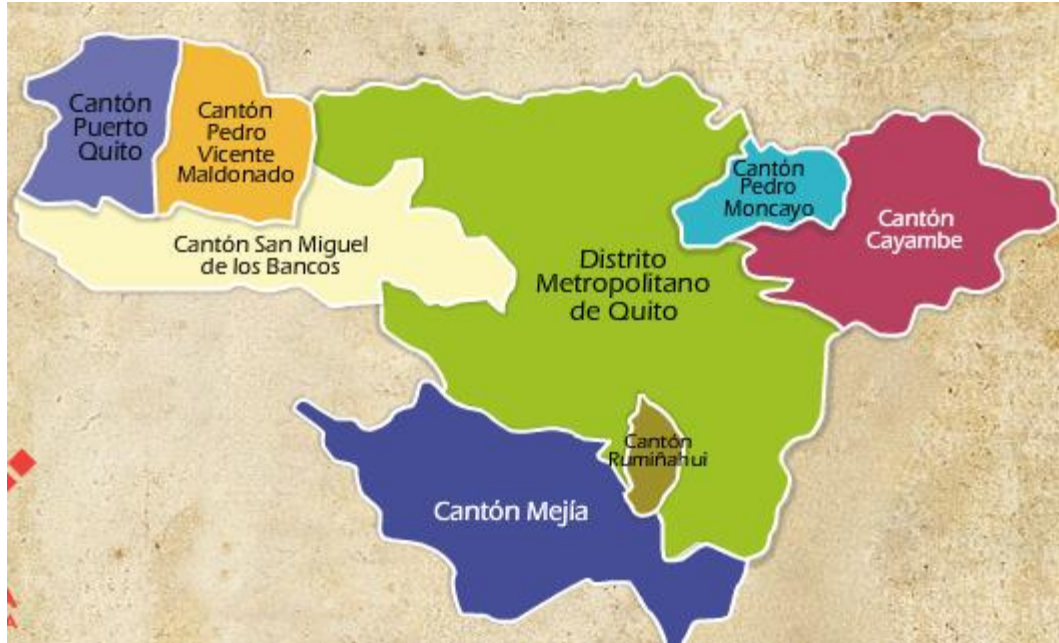 Cantón
Puerto
Quito
Cantón
Pedro
Vicente
Maldonado
Cantón San Miguel
de los Bancos
Distrito
Metropolitano
de Quito
Cantón
Pedro
Moncayo
Cantón
Cayambe
Cantón
Rumiñahui
Cantón Mejía